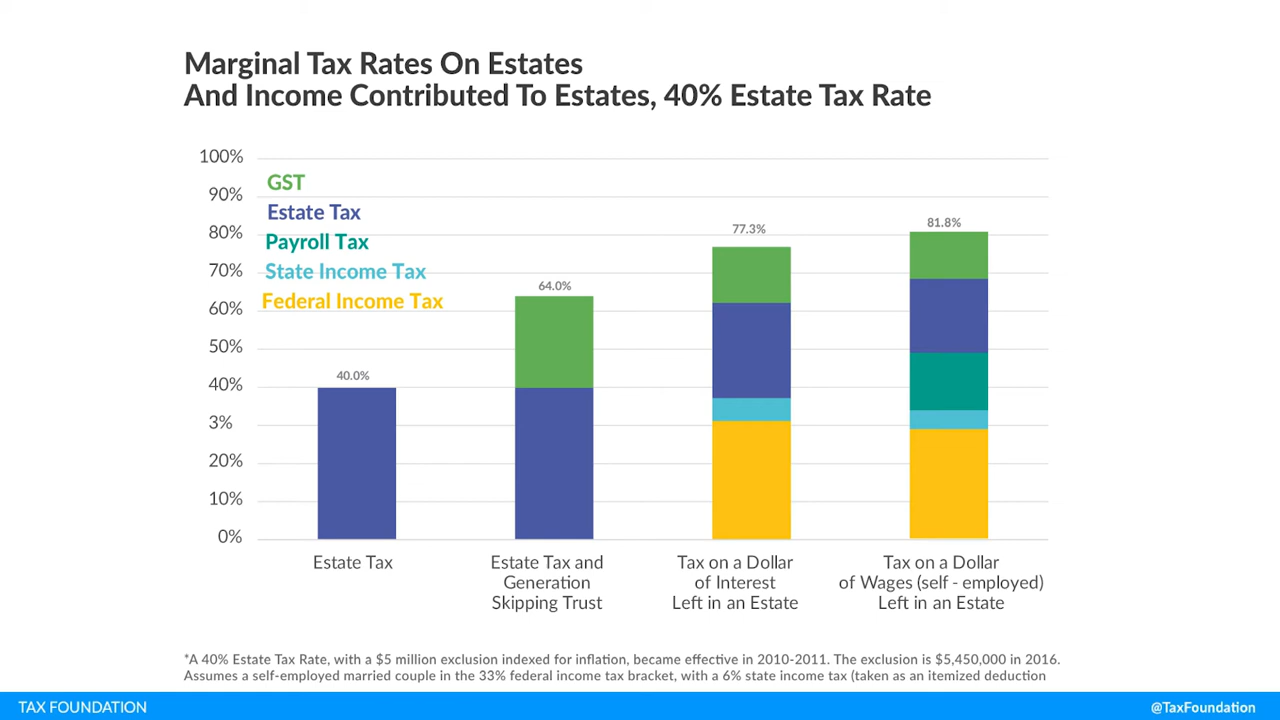 Marginal Tax Rates On Estates
And Income Contributed To Estates, 40% Estate Tax Rate
100%
90%
80%
70%
60%
50%
40%
3%
20%
10%
0%
GST
Estate Tax
Payroll Tax
State Income Tax
Federal Income Tax
40.0%
64.0%
77.3%
81.8%
Estate Tax
Estate Tax and
Generation
Skipping Trust
Tax on a Dollar
of Interest
Left in an Estate
Tax on a Dollar
of Wages (self - employed)
Left in an Estate
*A 40% Estate Tax Rate, with a $5 million exclusion indexed for inflation, became effective in 2010-2011. The exclusion is $5,450,000 in 2016.
Assumes a self-employed married couple in the 33% federal income tax bracket, with a 6% state income tax (taken as an itemized deduction
TAX FOUNDATION
@TaxFoundation